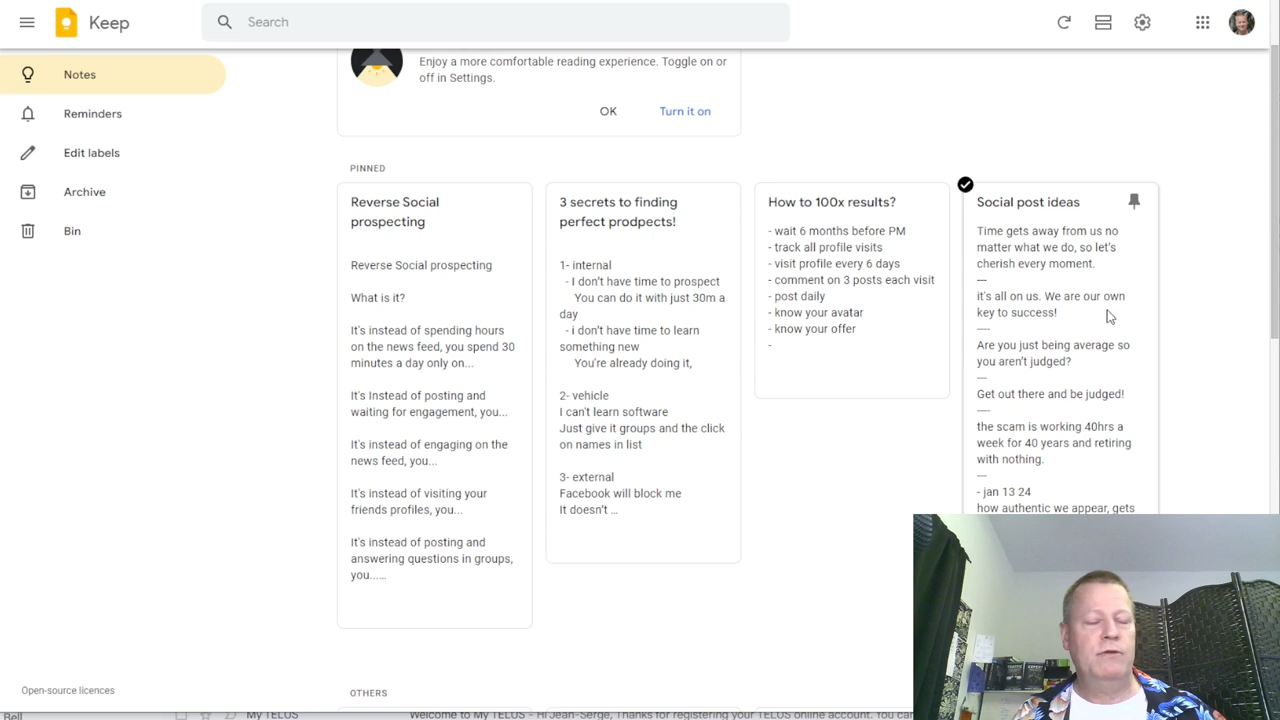 Keep
Search
Notes
Reminders
Edit labels
Archive
Bin
Open-source licences
Enjoy a more comfortable reading experience. Toggle on or
off in Settings.
OK
Turn it on
PINNED
Reverse Social
prospecting
Reverse Social prospecting
What is it?
It's instead of spending hours
on the news feed, you spend 30
minutes a day only on...
It's Instead of posting and
waiting for engagement, you...
It's instead of engaging on the
news feed, you...
It's instead of visiting your
friends profiles, you...
It's instead of posting and
answering questions in groups,
you......
3 secrets to finding
perfect prodpects!
1- internal
- I don't have time to prospect
You can do it with just 30m a
day
- i don't have time to learn
something new
You're already doing it,
2- vehicle
I can't learn software
Just give it groups and the click
on names in list
3- external
Facebook will block me
It doesn't ...
How to 100x results?
- wait 6 months before PM
- track all profile visits
- visit profile every 6 days
- comment on 3 posts each visit
- post daily
- know your avatar
- know your offer
-
Social post ideas
Time gets away from us no
matter what we do, so let's
cherish every moment.
---
it's all on us. We are our own
key to success!
----
Are you just being average so
you aren't judged?
---
Get out there and be judged!
----
the scam is working 40hrs a
week for 40 years and retiring
with nothing.
---
- jan 13 24
how authentic we appear, gets
OTHERS
Bell
My TELUS
Welcome to My TELUS - Hi Jean-Serge, Thanks for registering your TELUS online account. You can